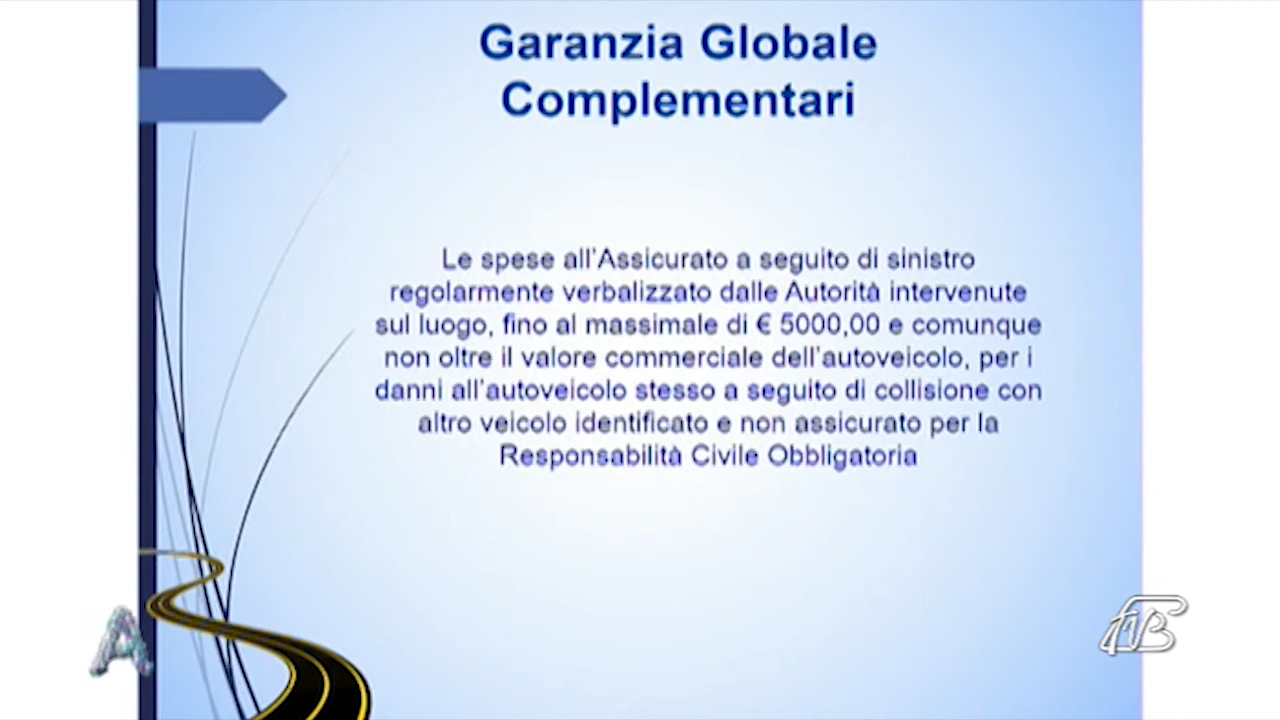 Garanzia Globale
Complementari
Le spese all'Assicurato a seguito di sinistro
regolarmente verbalizzato dalle Autorità intervenute
sul luogo, fino al massimale di € 5000,00 e comunque
non oltre il valore commerciale dell'autoveicolo, per i
danni all'autoveicolo stesso a seguito di collisione con
altro veicolo identificato e non assicurato per la
Responsabilità Civile Obbligatoria
A